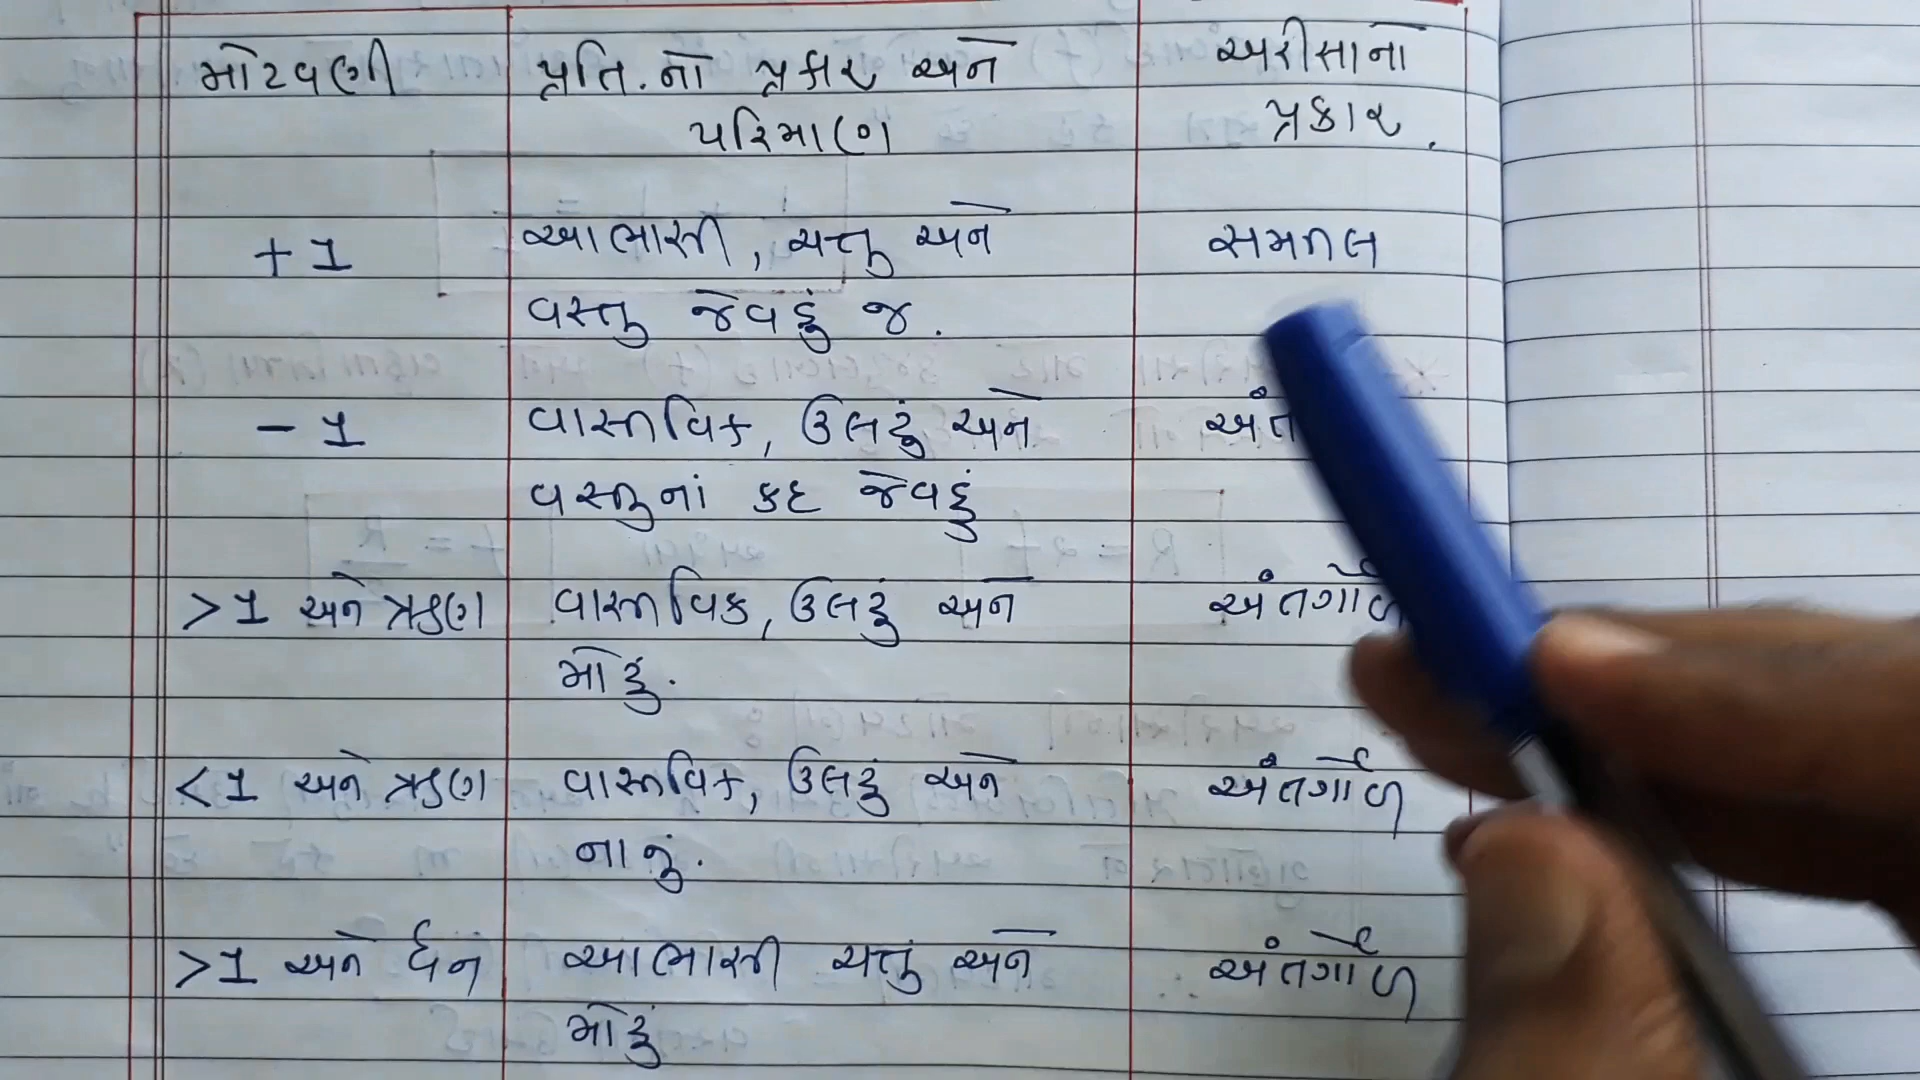 મોટવણી
પ્રતિ.નો પ્રકાર અને
પરિમાણ
અરીસાનો
પ્રકાર.
+1
આભાસી, ચત્તુ અને
વસ્તુ જેવડું જ.
સમતલ
-1
વાસ્તવિક, ઉલટું અને
વસ્તુનાં કદ જેવડું
>1 અને ઋણ
વાસ્તવિક, ઉલટું અને
મોટું.
અંતર્ગોળ
<1 અને ઋણ
વાસ્તવિક, ઉલટું અને
નાનું.
અંતર્ગોળ
>1 અને ધન
આભાસી ચત્તું અને
મોટું
અંતર્ગોળ